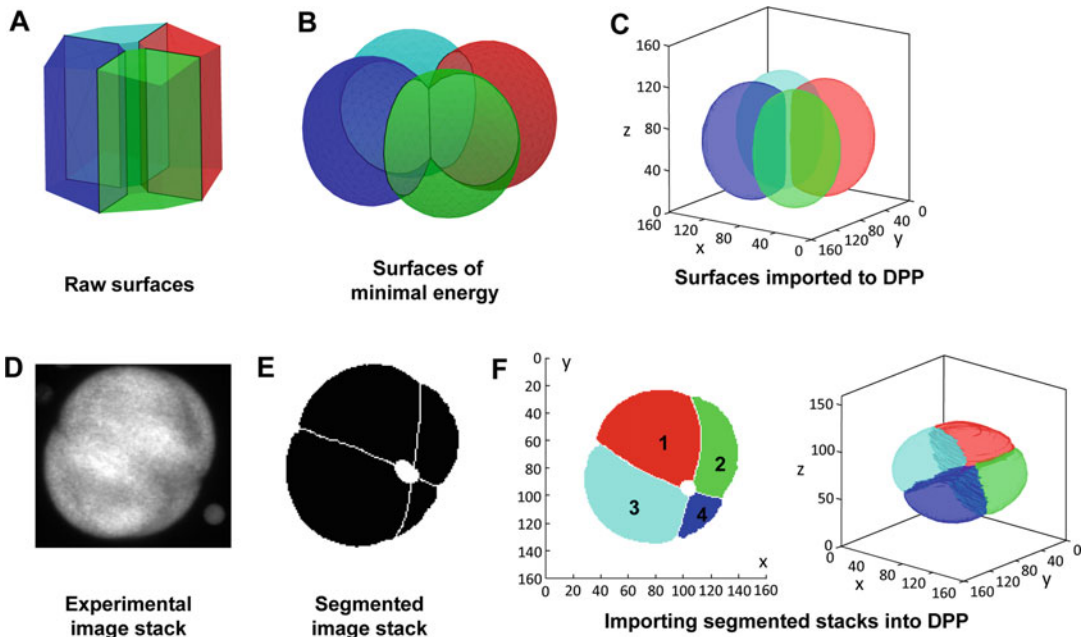 A
B
C
160
120
z
80
40
0
160
120
x
80
40
0
160
120
80
y
40
0
Raw surfaces
Surfaces of
minimal energy
Surfaces imported to DPP
D
E
F
0
y
20
40
60
80
100
120
140
160
0 20 40 60 80 100 120 140 160
x
1
2
3
4
150
100
z
50
0
0
40
x
80
120
160
160
120
80
y
40
0
Experimental
image stack
Segmented
image stack
Importing segmented stacks into DPP